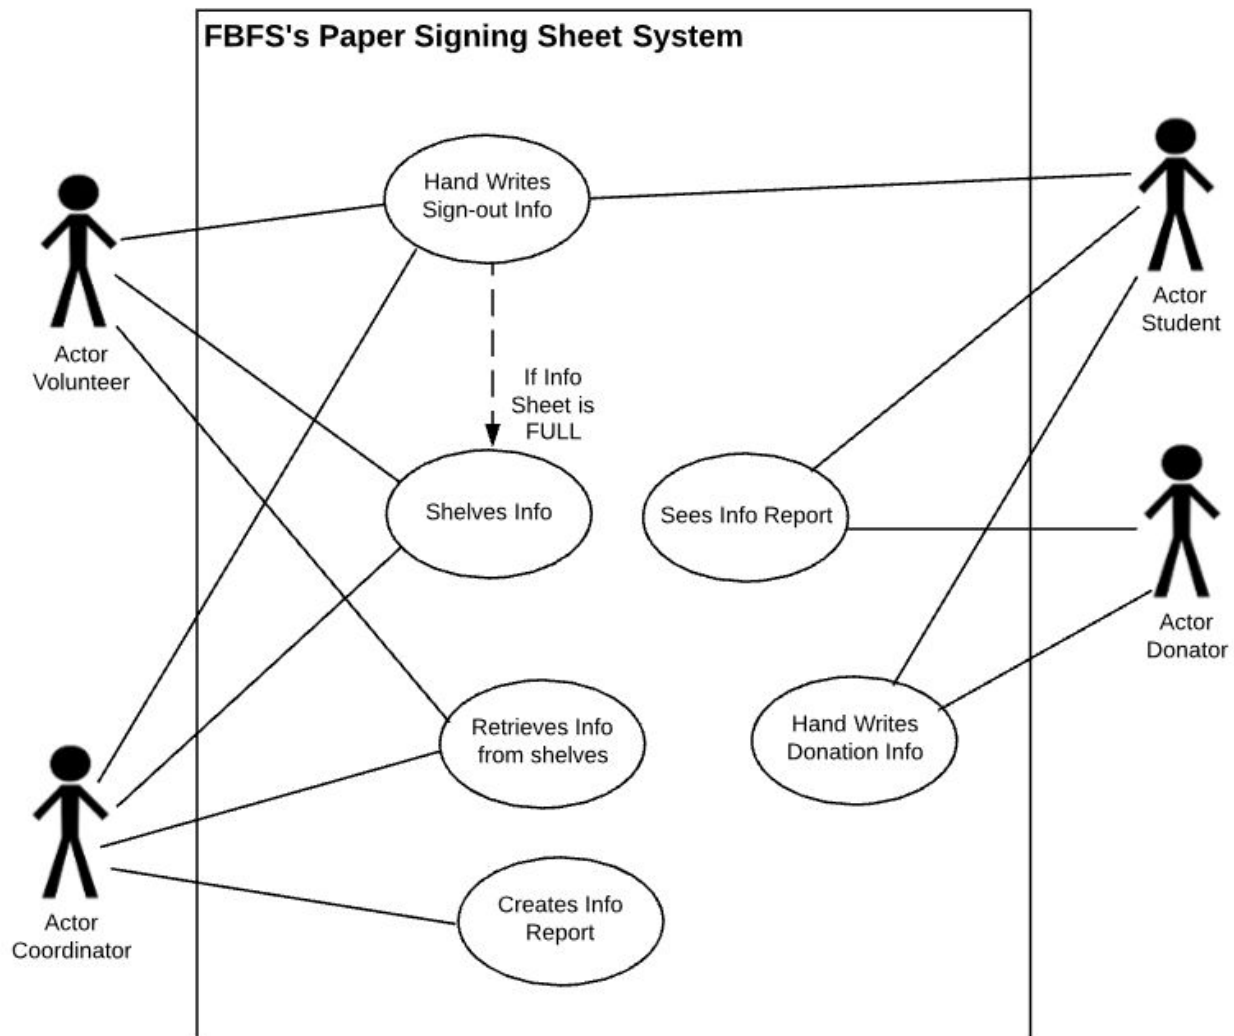 FBFS's Paper Signing Sheet System
Hand Writes
Sign-out Info
Actor
Volunteer
Actor
Student
If Info
Sheet is
FULL
Shelves Info
Sees Info Report
Actor
Donator
Retrieves Info
from shelves
Hand Writes
Donation Info
Creates Info
Report
Actor
Coordinator